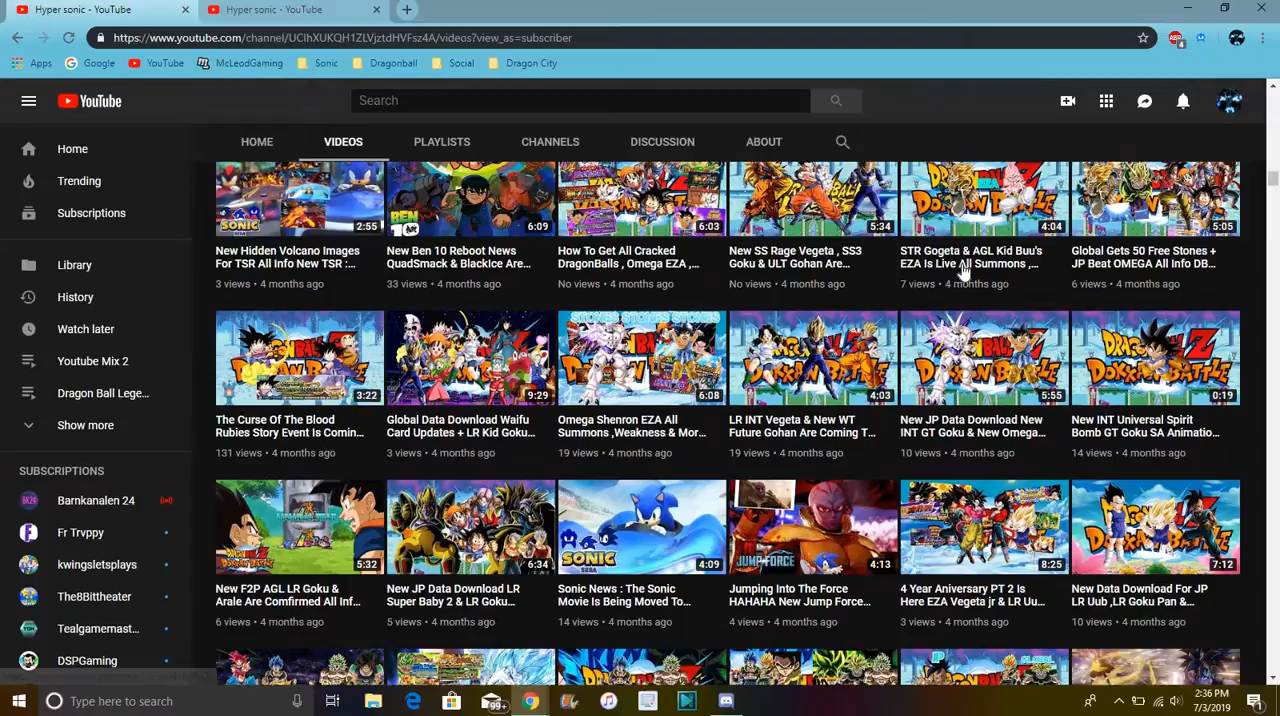 Hyper sonic - YouTube
Hyper sonic - YouTube
https://www.youtube.com/channel/UClhXUKQH1ZLVjztdHVFsz4A/videos?view_as=subscriber
ABP
4
Apps Google YouTube McLeodGaming Sonic Dragonball Social Dragon City
YouTube
Search
HOME VIDEOS PLAYLISTS CHANNELS DISCUSSION ABOUT
Home
Trending
Subscriptions
Library
History
Watch later
Youtube Mix 2
Dragon Ball Lege...
Show more
SUBSCRIPTIONS
Barnkanalen 24
Fr Trvppy
kwingsletsplays
The8Bittheater
Tealgamemast...
DSPGaming
2:55 6:09 6:03 5:34 4:04 5:05
New Hidden Volcano Images
For TSR All Info New TSR :...
3 views • 4 months ago
New Ben 10 Reboot News
QuadSmack & BlackIce Are...
33 views • 4 months ago
How To Get All Cracked
DragonBalls , Omega EZA ,...
No views • 4 months ago
New SS Rage Vegeta , SS3
Goku & ULT Gohan Are...
No views • 4 months ago
STR Gogeta & AGL Kid Buu's
EZA Is Live All Summons ,...
7 views • 4 months ago
Global Gets 50 Free Stones +
JP Beat OMEGA All Info DB...
6 views • 4 months ago
3:22 9:29 6:08 4:03 5:55 0:19
The Curse Of The Blood
Rubies Story Event Is Comin...
131 views • 4 months ago
Global Data Download Waifu
Card Updates + LR Kid Goku...
3 views • 4 months ago
Omega Shenron EZA All
Summons ,Weakness & Mor...
19 views • 4 months ago
LR INT Vegeta & New WT
Future Gohan Are Coming T...
19 views • 4 months ago
New JP Data Download New
INT GT Goku & New Omega...
10 views • 4 months ago
New INT Universal Spirit
Bomb GT Goku SA Animatio...
14 views • 4 months ago
5:32 6:34 4:09 4:13 8:25 7:12
New F2P AGL LR Goku &
Arale Are Comfirmed All Inf...
6 views • 4 months ago
New JP Data Download LR
Super Baby 2 & LR Goku...
5 views • 4 months ago
Sonic News : The Sonic
Movie Is Being Moved To...
14 views • 4 months ago
Jumping Into The Force
HAHAHA New Jump Force...
4 views • 4 months ago
4 Year Aniversary PT 2 Is
Here EZA Vegeta jr & LR Uu...
3 views • 4 months ago
New Data Download For JP
LR Uub ,LR Goku Pan &...
10 views • 4 months ago
Type here to search
99+
2:36 PM
7/3/2019